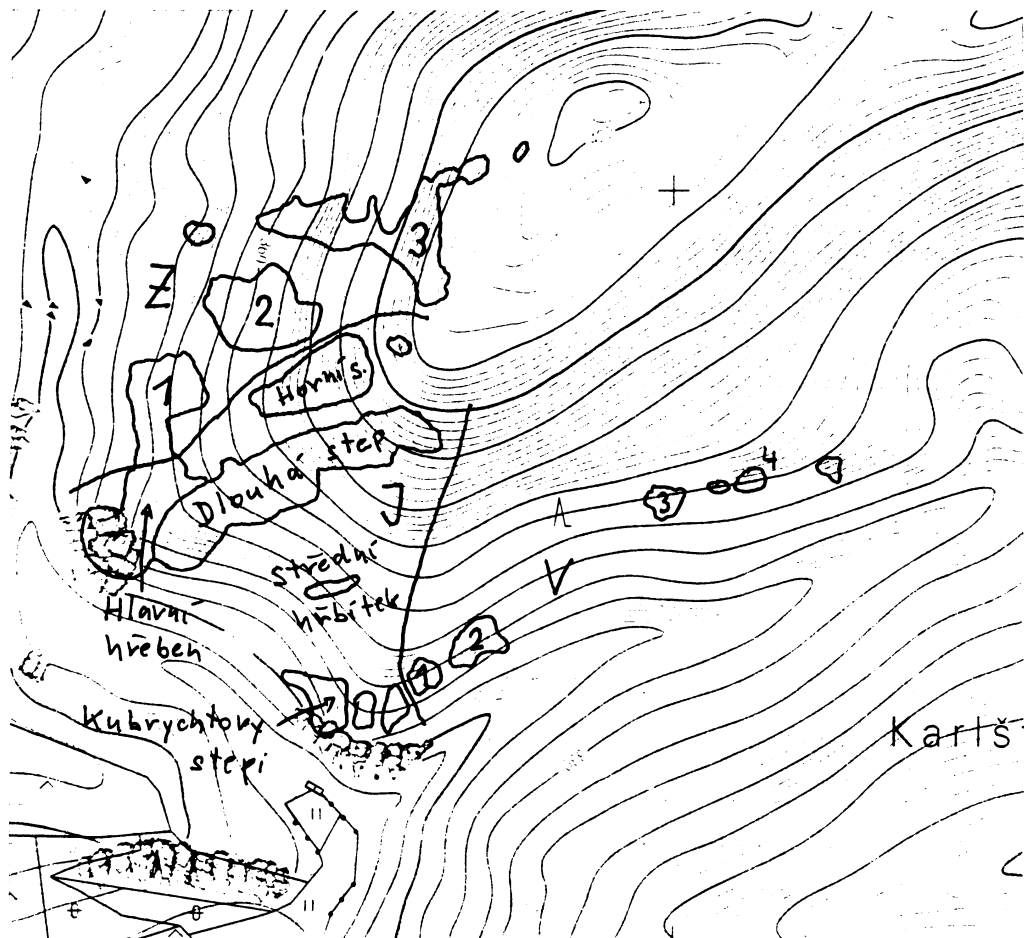 3
Z
2
1
Horní s.
Dlouhá step
J
4
3
V
střední
hřbítek
Hlavní
hřeben
2
1
Kubrychtovy
stepi
Karlš